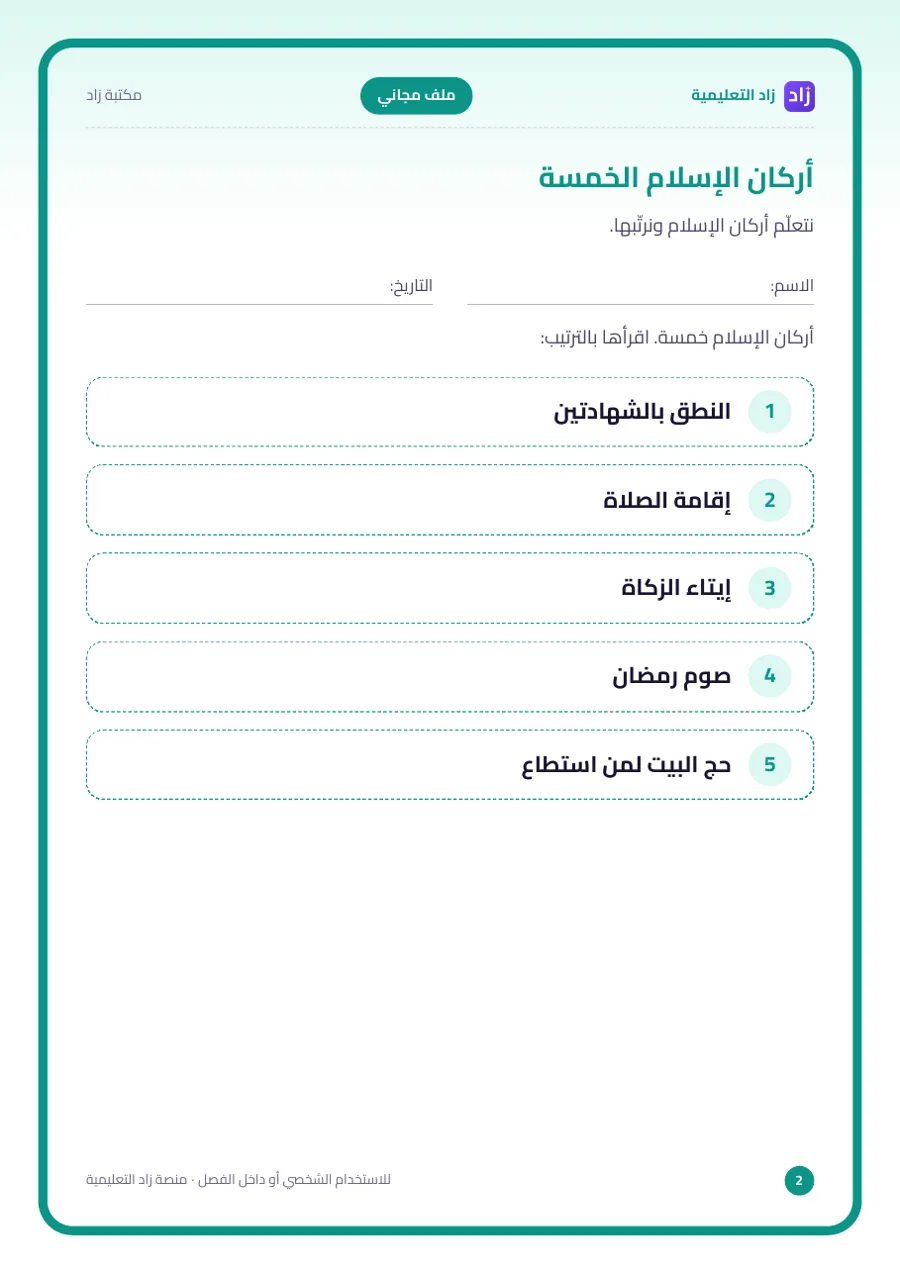 زاد
زاد التعليمية
ملف مجاني
مكتبة زاد
أركان الإسلام الخمسة
نتعلّم أركان الإسلام ونرتّبها.
الاسم:
التاريخ:
أركان الإسلام خمسة. اقرأها بالترتيب:
1 النطق بالشهادتين
2 إقامة الصلاة
3 إيتاء الزكاة
4 صوم رمضان
5 حج البيت لمن استطاع
2
للاستخدام الشخصي أو داخل الفصل · منصة زاد التعليمية